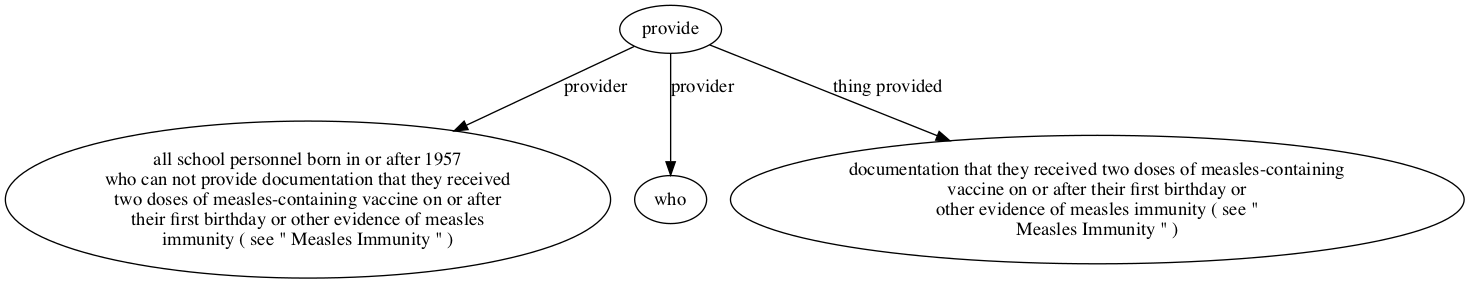 provide
provider
provider
thing provided
all school personnel born in or after 1957
who can not provide documentation that they received
two doses of measles-containing vaccine on or after
their first birthday or other evidence of measles
immunity ( see " Measles Immunity " )
who
documentation that they received two doses of measles-containing
vaccine on or after their first birthday or
other evidence of measles immunity ( see "
Measles Immunity " )